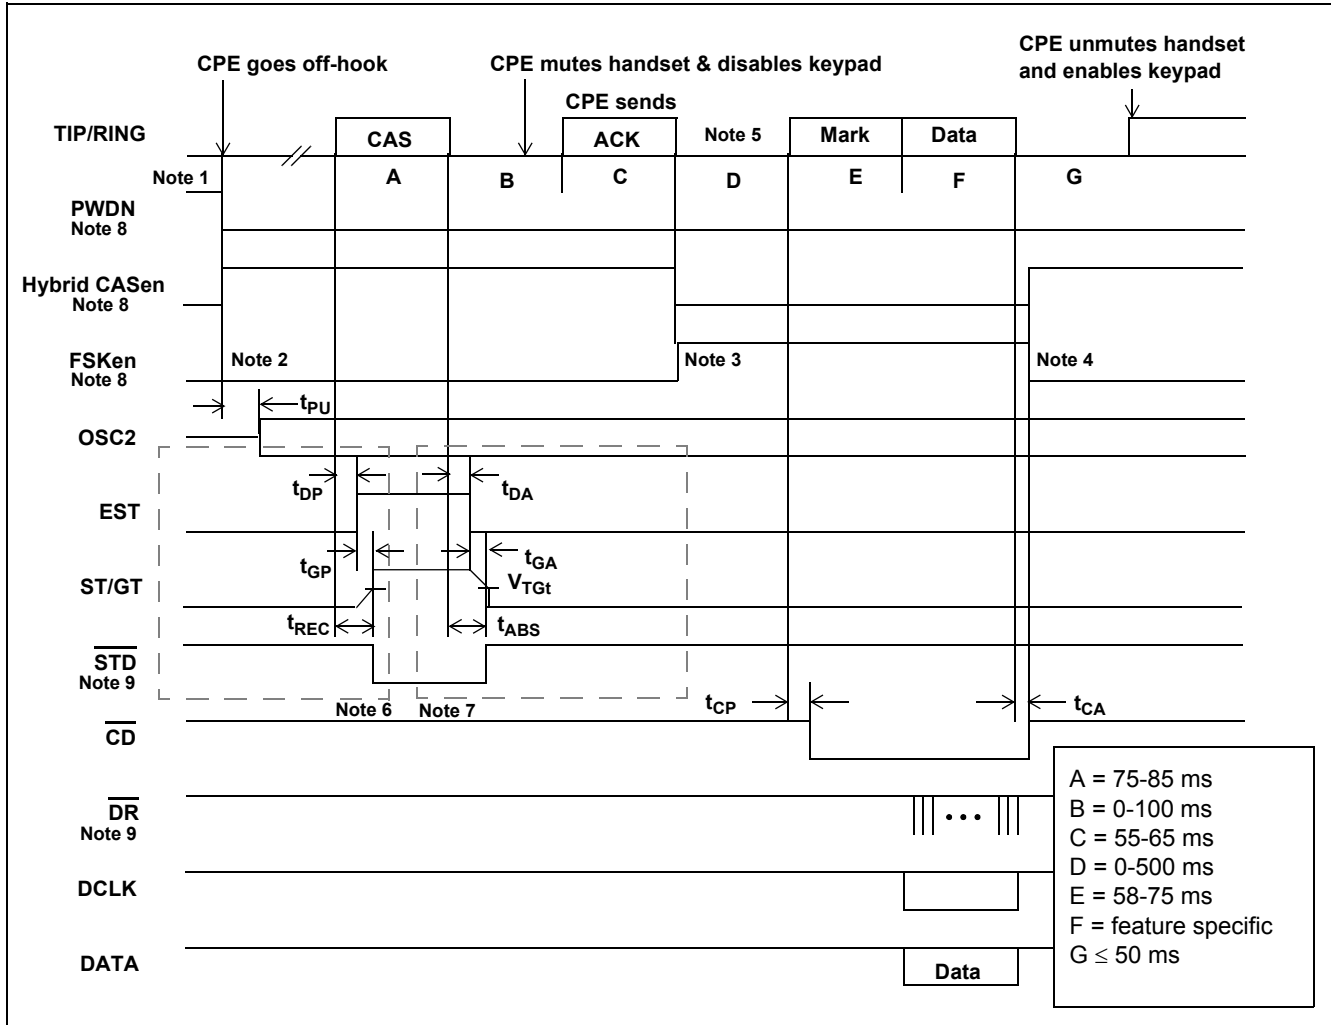 CPE goes off-hook
CPE mutes handset & disables keypad
CPE unmutes handset
and enables keypad
CPE sends
TIP/RING
CAS
ACK
Note 5
Mark
Data
Note 1
A
B
C
D
E
F
G
PWDN
Note 8
Hybrid CASen
Note 8
FSKen
Note 8
Note 2
Note 3
Note 4
tPU
OSC2
tDP
tDA
EST
tGP
tGA
ST/GT
VTGt
tREC
tABS
STD
Note 9
Note 6
Note 7
tCP
tCA
CD
DR
Note 9
• • •
DCLK
DATA
Data
A = 75-85 ms
B = 0-100 ms
C = 55-65 ms
D = 0-500 ms
E = 58-75 ms
F = feature specific
G ≤ 50 ms